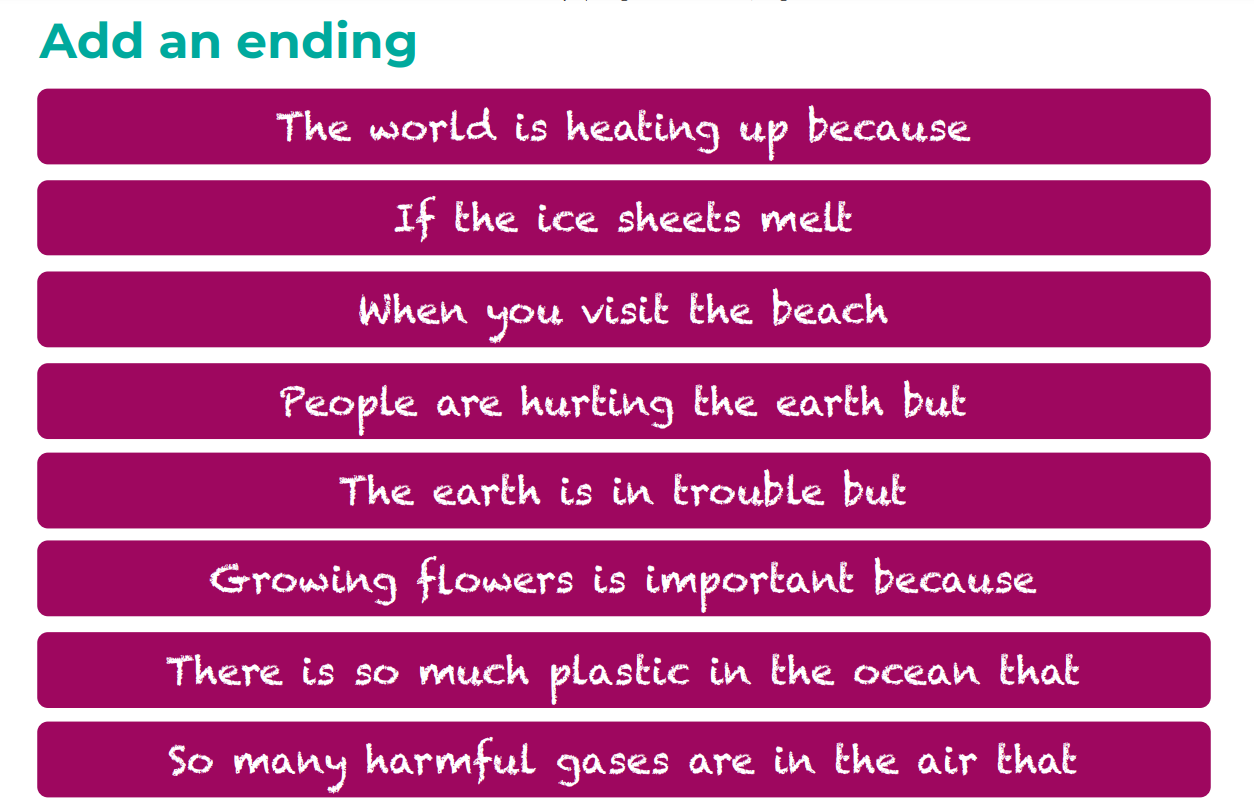 Add an ending
The world is heating up because
If the ice sheets melt
When you visit the beach
People are hurting the earth but
The earth is in trouble but
Growing flowers is important because
There is so much plastic in the ocean that
So many harmful gases are in the air that